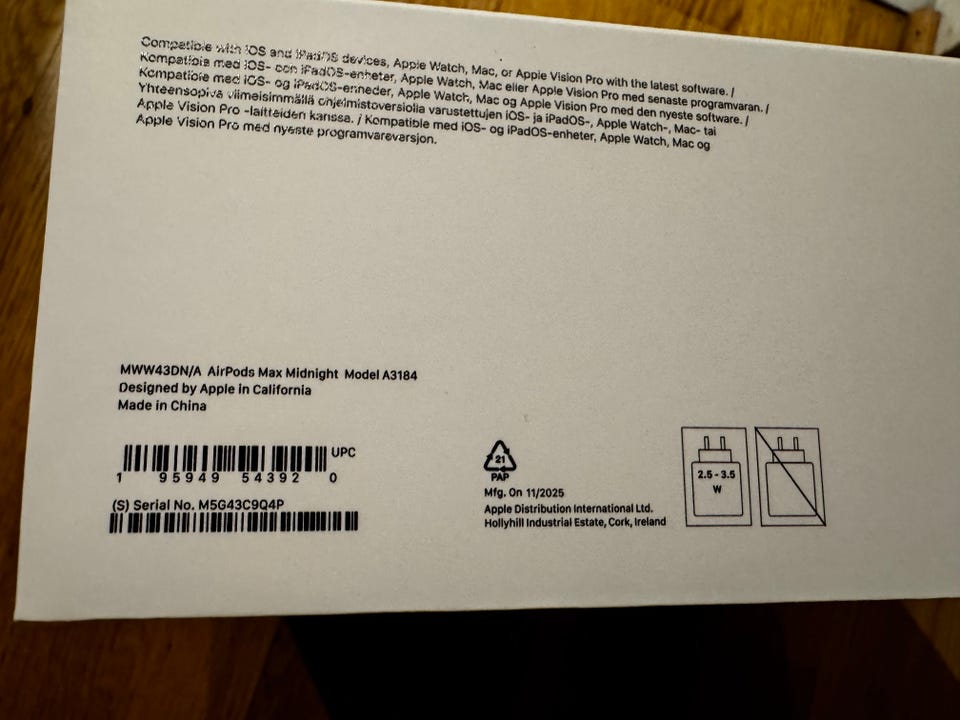 Compatible with iOS and iPadOS devices, Apple Watch, Mac, or Apple Vision Pro with the latest software. /
Kompatibla med iOS- och iPadOS-enheter, Apple Watch, Mac eller Apple Vision Pro med senaste programvaran. /
Kompatible med iOS- og iPadOS-enheder, Apple Watch, Mac og Apple Vision Pro med den nyeste software. /
Yhteensopiva viimeisimmällä ohjelmistoversiolla varustettujen iOS- ja iPadOS-, Apple Watch-, Mac- tai
Apple Vision Pro -laitteiden kanssa. / Kompatible med iOS- og iPadOS-enheter, Apple Watch, Mac og
Apple Vision Pro med nyeste programvareversjon.
MWW43DN/A AirPods Max Midnight Model A3184
Designed by Apple in California
Made in China
UPC
1 95949 54392 0
(S) Serial No. M5G43C9Q4P
21
PAP
Mfg. On 11/2025
Apple Distribution International Ltd.
Hollyhill Industrial Estate, Cork, Ireland
2.5 - 3.5
W